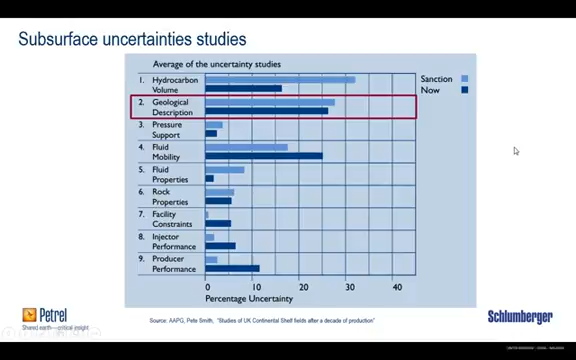 Subsurface uncertainties studies
Average of the uncertainty studies
Sanction
Now
1. Hydrocarbon
Volume
2. Geological
Description
3. Pressure
Support
4. Fluid
Mobility
5. Fluid
Properties
6. Rock
Properties
7. Facility
Constraints
8. Injector
Performance
9. Producer
Performance
0 10 20 30 40
Percentage Uncertainty
Petrel
Shared earth—critical insight
Source: AAPG, Pete Smith, "Studies of UK Continental Shelf fields after a decade of production"
Schlumberger